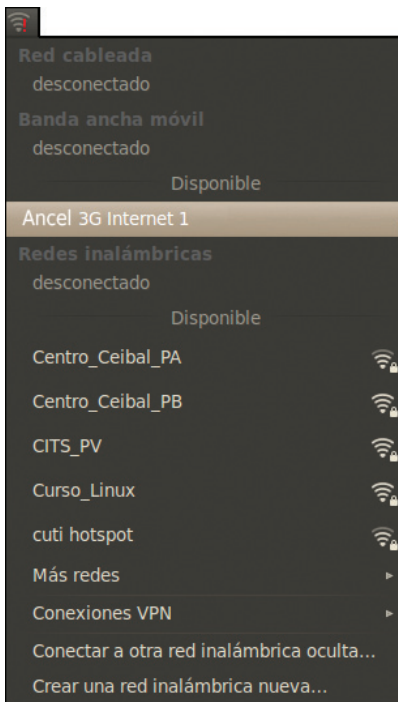 Red cableada
desconectado
Banda ancha móvil
desconectado
Disponible
Ancel 3G Internet 1
Redes inalámbricas
desconectado
Disponible
Centro_Ceibal_PA
Centro_Ceibal_PB
CITS_PV
Curso_Linux
cuti hotspot
Más redes
Conexiones VPN
Conectar a otra red inalámbrica oculta...
Crear una red inalámbrica nueva...